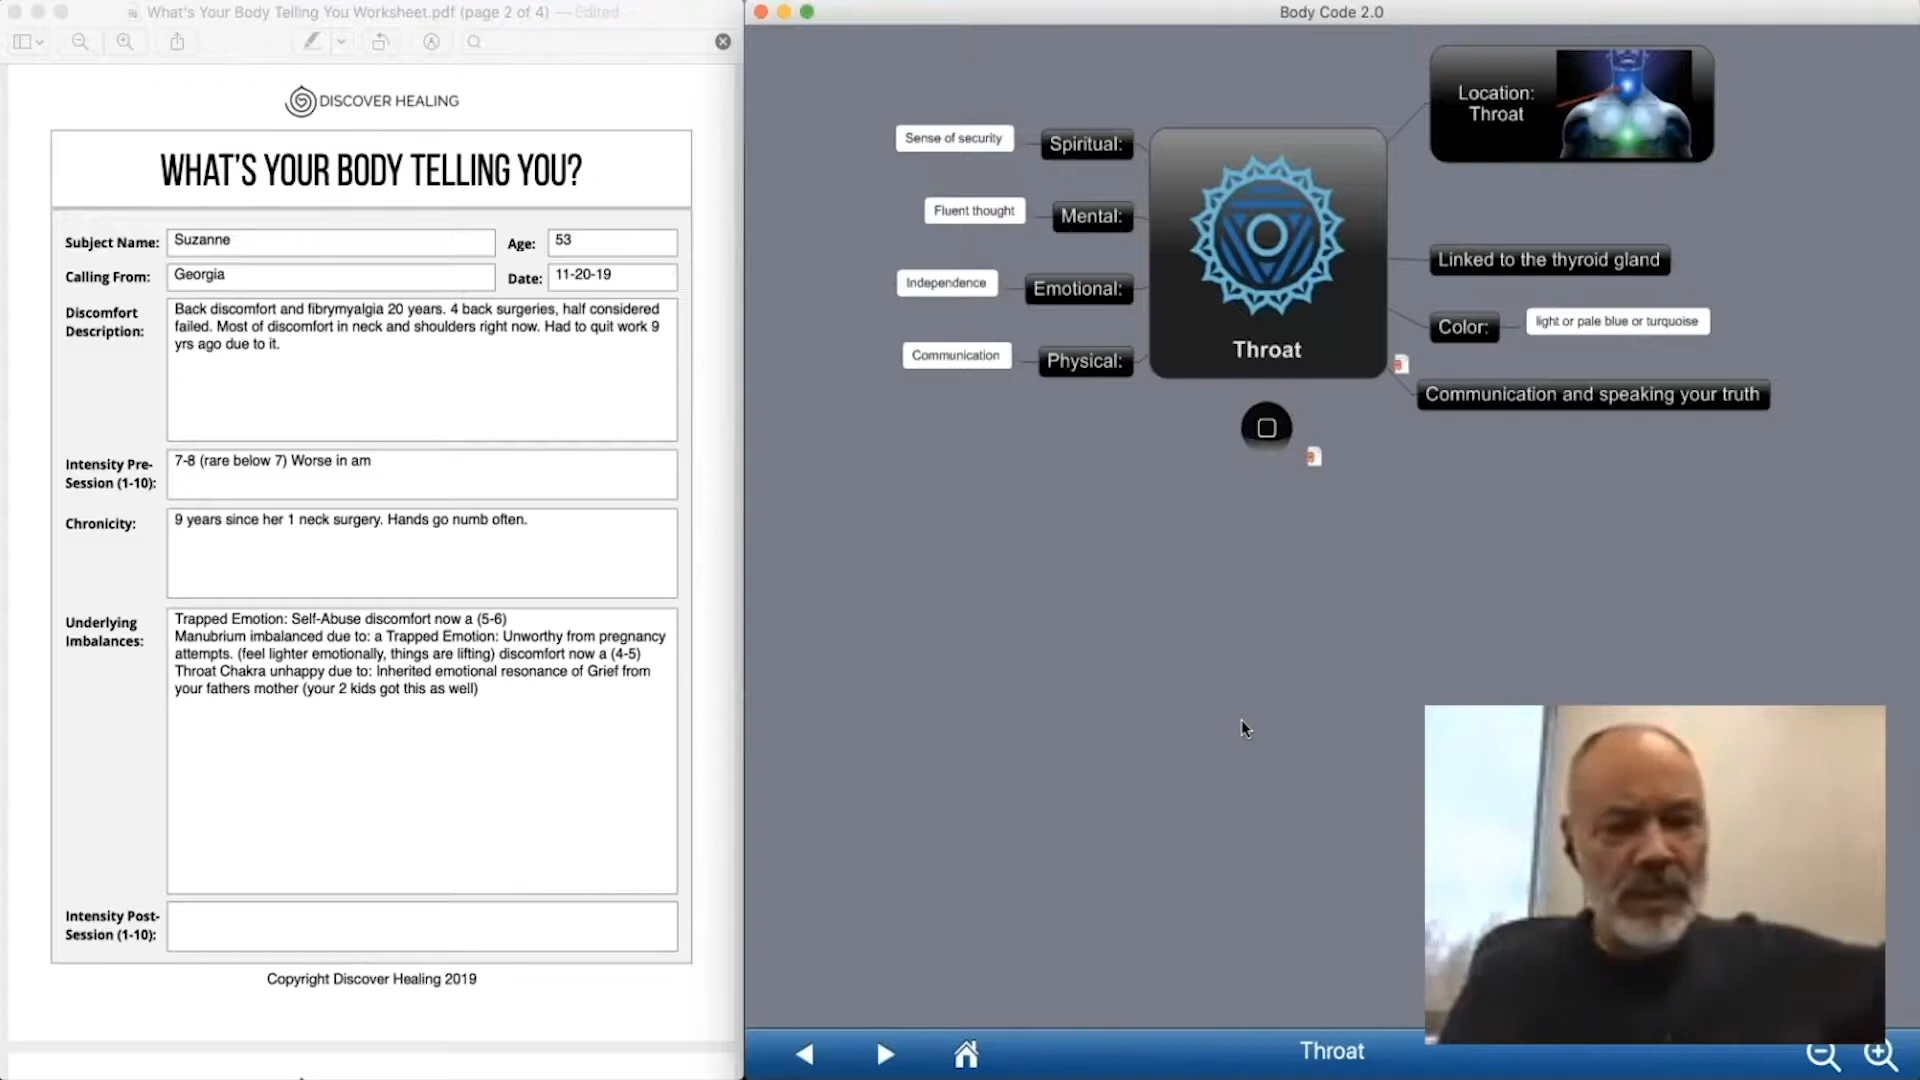 What's Your Body Telling You Worksheet.pdf (page 2 of 4) — Edited
DISCOVER HEALING
WHAT'S YOUR BODY TELLING YOU?
Subject Name: Suzanne
Age: 53
Calling From: Georgia
Date: 11-20-19
Discomfort
Description:
Back discomfort and fibrymyalgia 20 years. 4 back surgeries, half considered
failed. Most of discomfort in neck and shoulders right now. Had to quit work 9
yrs ago due to it.
Intensity Pre-
Session (1-10):
7-8 (rare below 7) Worse in am
Chronicity:
9 years since her 1 neck surgery. Hands go numb often.
Underlying
Imbalances:
Trapped Emotion: Self-Abuse discomfort now a (5-6)
Manubrium imbalanced due to: a Trapped Emotion: Unworthy from pregnancy
attempts. (feel lighter emotionally, things are lifting) discomfort now a (4-5)
Throat Chakra unhappy due to: Inherited emotional resonance of Grief from
your fathers mother (your 2 kids got this as well)
Intensity Post-
Session (1-10):
Copyright Discover Healing 2019
Body Code 2.0
Sense of security
Spiritual:
Fluent thought
Mental:
Independence
Emotional:
Communication
Physical:
Throat
Location:
Throat
Linked to the thyroid gland
Color:
light or pale blue or turquoise
Communication and speaking your truth
Throat